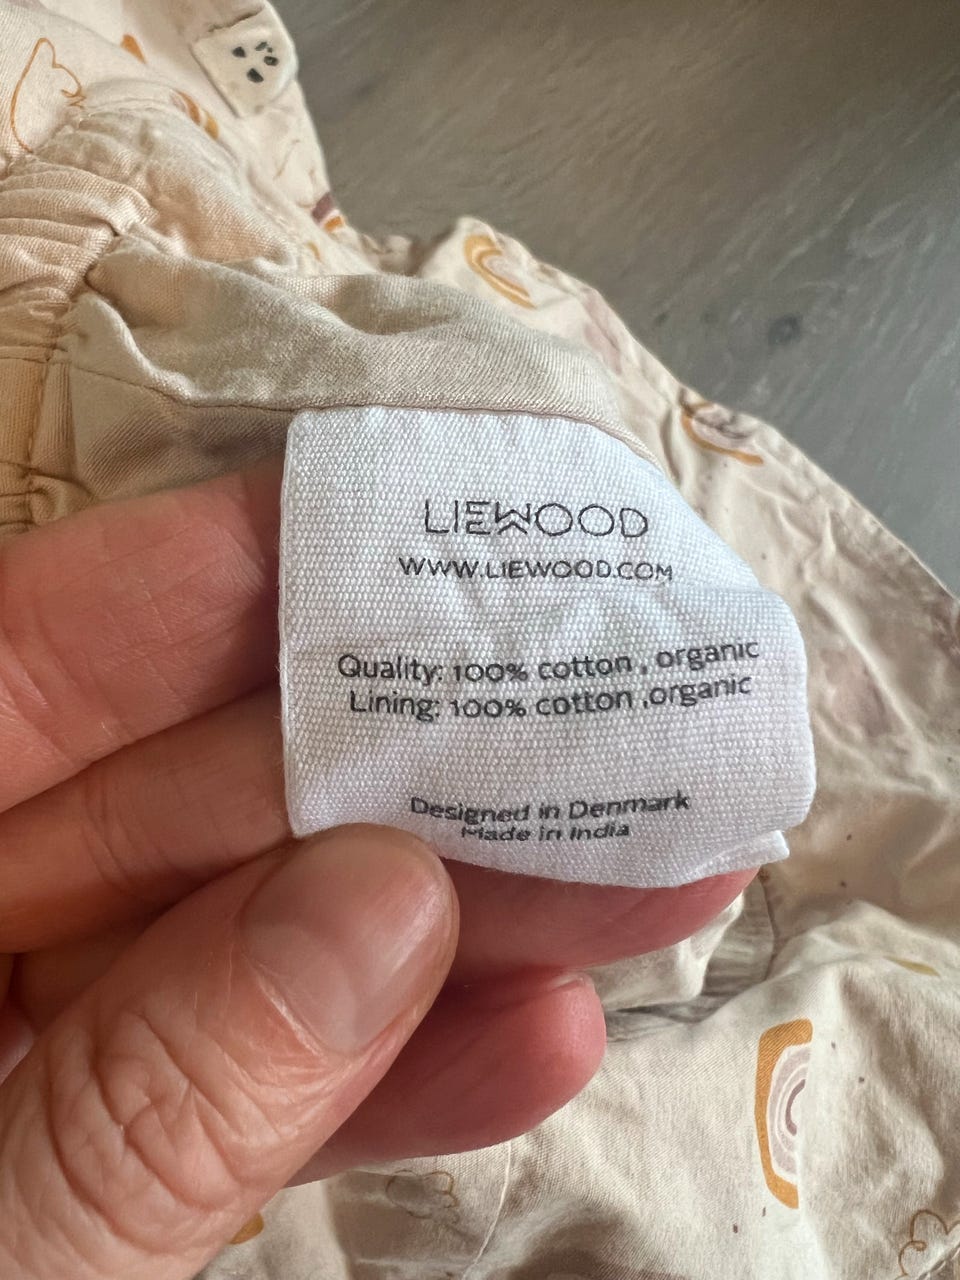 LIEWOOD
WWW.LIEWOOD.COM
Quality: 100% cotton , organic
Lining: 100% cotton ,organic
Designed in Denmark
Made in India